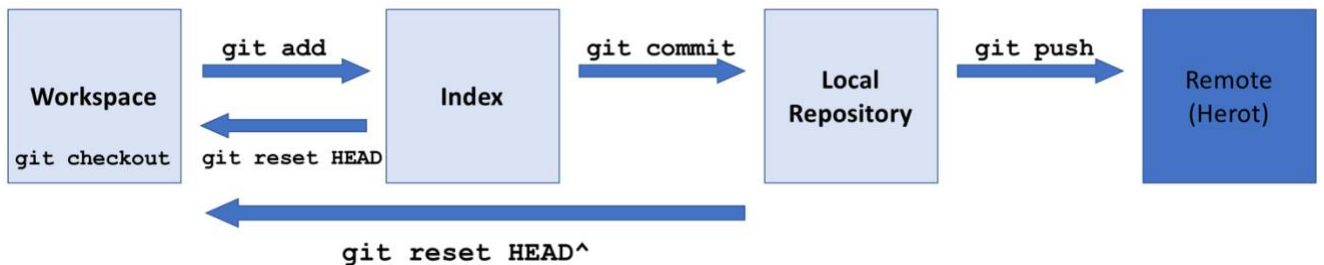 git add
git commit
git push
Workspace
Index
Local
Repository
Remote
(Herot)
git checkout
git reset HEAD
git reset HEAD^